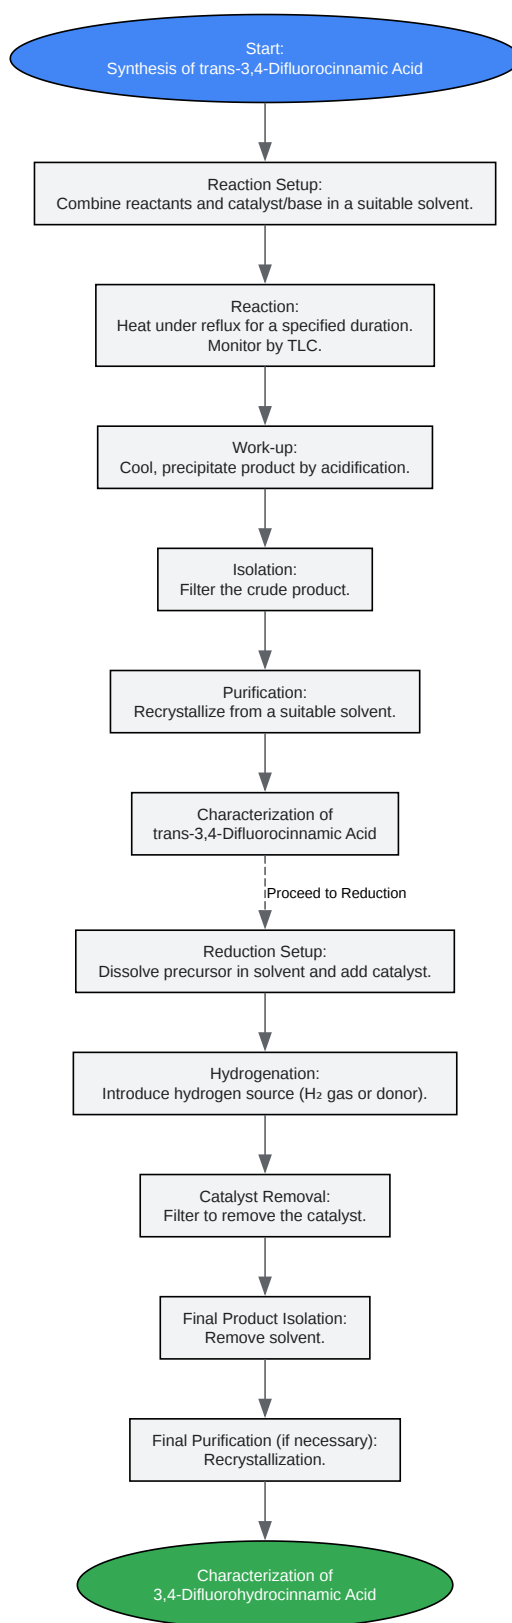 Start:
Synthesis of trans-3,4-Difluorocinnamic Acid
Reaction Setup:
Combine reactants and catalyst/base in a suitable solvent.
Reaction:
Heat under reflux for a specified duration.
Monitor by TLC.
Work-up:
Cool, precipitate product by acidification.
Isolation:
Filter the crude product.
Purification:
Recrystallize from a suitable solvent.
Characterization of
trans-3,4-Difluorocinnamic Acid
Proceed to Reduction
Reduction Setup:
Dissolve precursor in solvent and add catalyst.
Hydrogenation:
Introduce hydrogen source (H₂ gas or donor).
Catalyst Removal:
Filter to remove the catalyst.
Final Product Isolation:
Remove solvent.
Final Purification (if necessary):
Recrystallization.
Characterization of
3,4-Difluorohydrocinnamic Acid